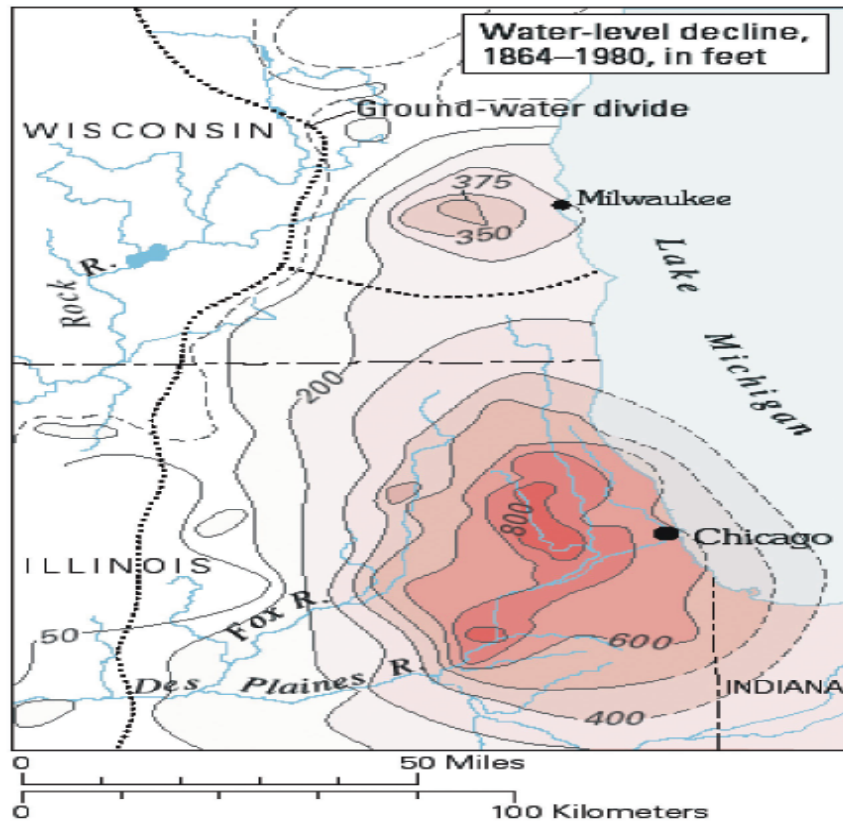 Water-level decline,
1864–1980, in feet
Ground-water divide
WISCONSIN
375
Milwaukee
350
Rock R.
Lake Michigan
200
800
Chicago
ILLINOIS
Fox R.
50
600
Des Plaines R.
INDIANA
400
0 50 Miles
0 100 Kilometers